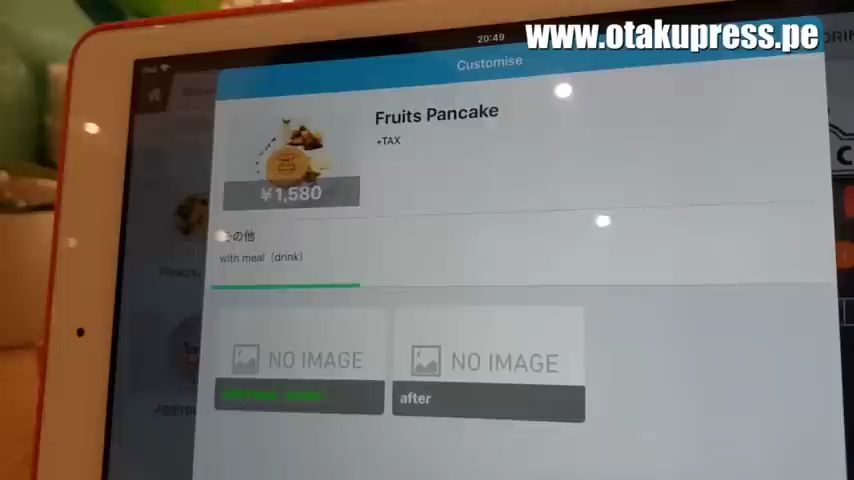 www.otakupress.pe
20:49
Customise
Fruits Pancake
+TAX
¥1,580
その他
with meal (drink)
NO IMAGE
NO IMAGE
after